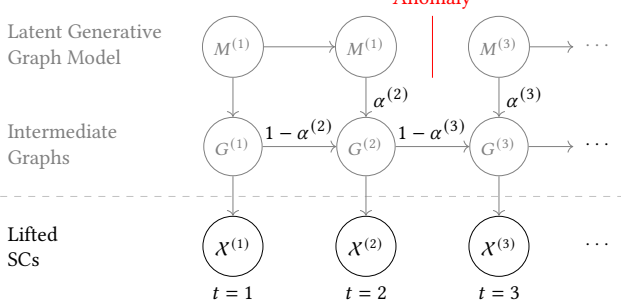 Anomaly
Latent Generative
Graph Model
M^(1) M^(1) M^(3) ⋯
α^(2) α^(3)
Intermediate
Graphs
G^(1) 1 − α^(2) G^(2) 1 − α^(3) G^(3) ⋯
Lifted
SCs
X^(1) X^(2) X^(3) ⋯
t = 1 t = 2 t = 3